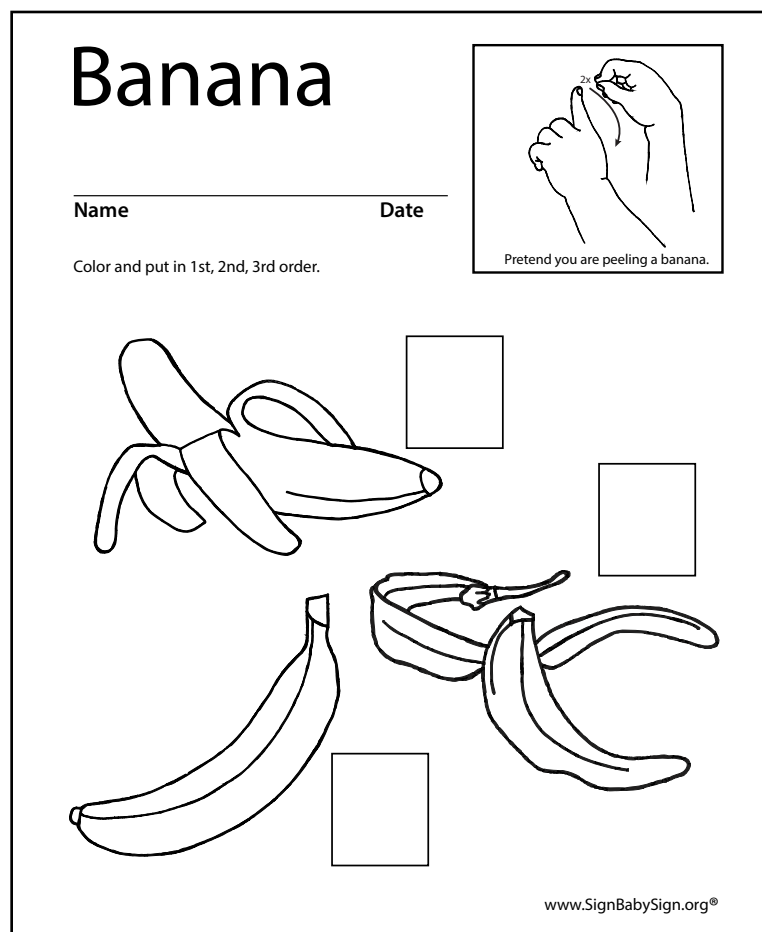 Banana
2x
Pretend you are peeling a banana.
Name Date
Color and put in 1st, 2nd, 3rd order.
www.SignBabySign.org®